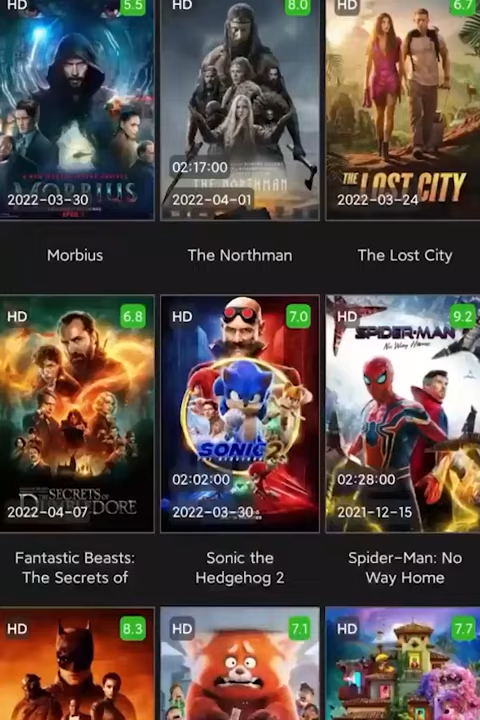 HD 5.5
HD 8.0
HD 6.7
MORBIUS
2022-03-30
02:17:00
THE NORTHMAN
2022-04-01
THE LOST CITY
2022-03-24
Morbius
The Northman
The Lost City
HD 6.8
HD 7.0
HD 9.2
SECRETS OF
DUMBLEDORE
2022-04-07
SONIC 2
THE HEDGEHOG
02:02:00
2022-03-30
SPIDER-MAN
No Way Home
02:28:00
2021-12-15
Fantastic Beasts:
The Secrets of
Sonic the
Hedgehog 2
Spider-Man: No
Way Home
HD 8.3
HD 7.1
HD 7.7